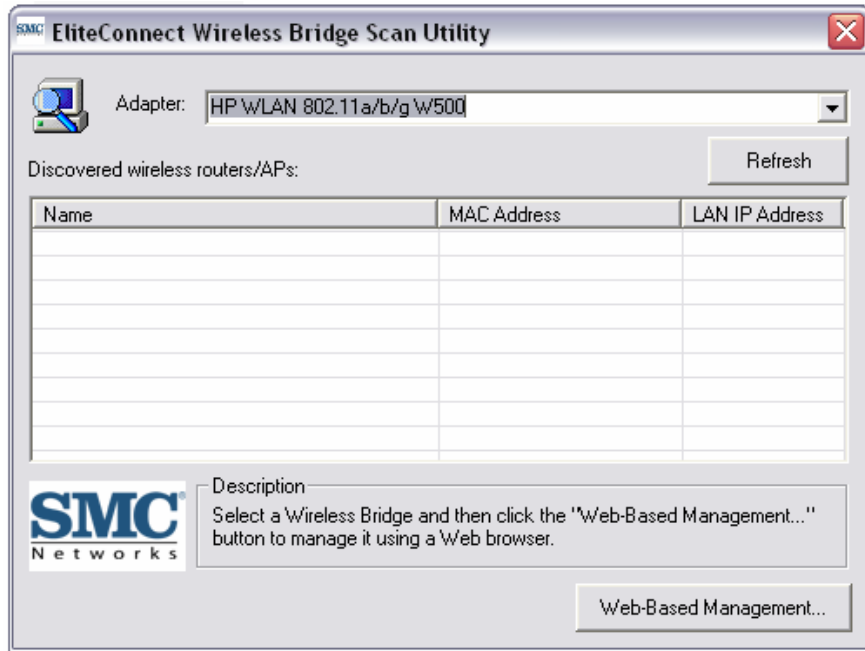 SMC EliteConnect Wireless Bridge Scan Utility
Adapter: HP WLAN 802.11a/b/g W500
Refresh
Discovered wireless routers/APs:
Name MAC Address LAN IP Address
SMC®
Networks
Description
Select a Wireless Bridge and then click the "Web-Based Management..."
button to manage it using a Web browser.
Web-Based Management...